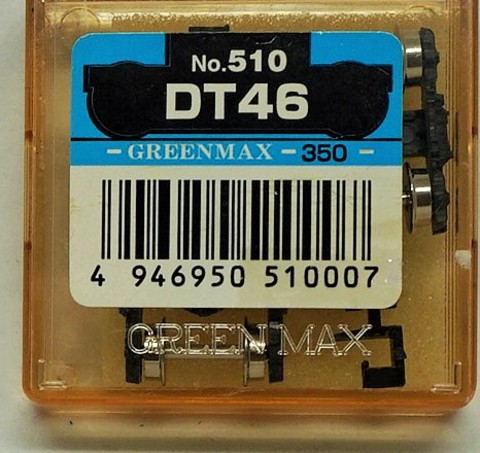 No.510
DT46
- GREENMAX - 350 -
4 946950 510007
GREEN MAX